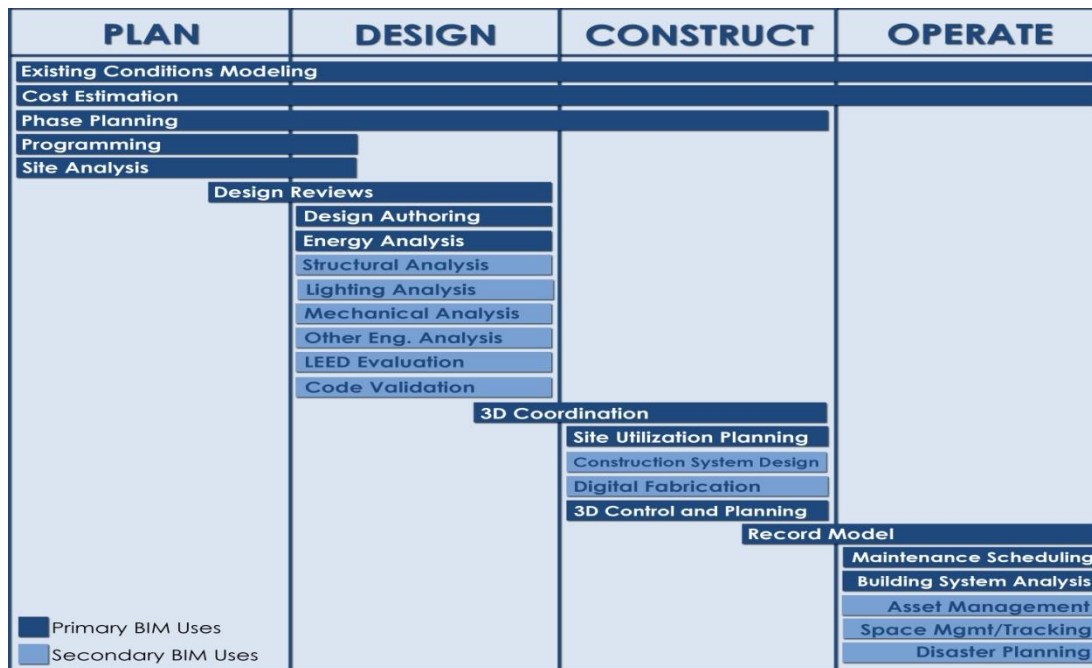 PLAN DESIGN CONSTRUCT OPERATE
Existing Conditions Modeling
Cost Estimation
Phase Planning
Programming
Site Analysis
Design Reviews
Design Authoring
Energy Analysis
Structural Analysis
Lighting Analysis
Mechanical Analysis
Other Eng. Analysis
LEED Evaluation
Code Validation
3D Coordination
Site Utilization Planning
Construction System Design
Digital Fabrication
3D Control and Planning
Record Model
Maintenance Scheduling
Building System Analysis
Asset Management
Space Mgmt/Tracking
Disaster Planning
Primary BIM Uses
Secondary BIM Uses